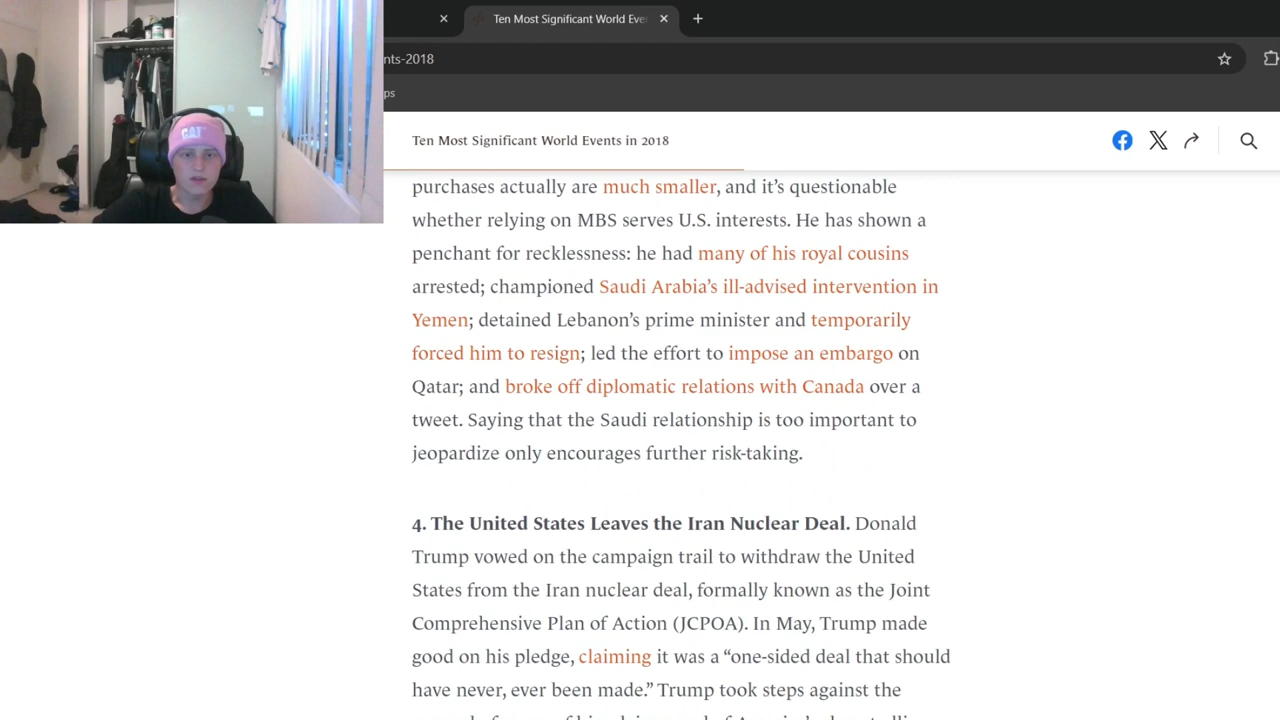 Ten Most Significant World Eve
nts-2018
ps
CAT
Ten Most Significant World Events in 2018
purchases actually are much smaller, and it’s questionable
whether relying on MBS serves U.S. interests. He has shown a
penchant for recklessness: he had many of his royal cousins
arrested; championed Saudi Arabia’s ill-advised intervention in
Yemen; detained Lebanon’s prime minister and temporarily
forced him to resign; led the effort to impose an embargo on
Qatar; and broke off diplomatic relations with Canada over a
tweet. Saying that the Saudi relationship is too important to
jeopardize only encourages further risk-taking.
4. The United States Leaves the Iran Nuclear Deal. Donald
Trump vowed on the campaign trail to withdraw the United
States from the Iran nuclear deal, formally known as the Joint
Comprehensive Plan of Action (JCPOA). In May, Trump made
good on his pledge, claiming it was a “one-sided deal that should
have never, ever been made.” Trump took steps against the